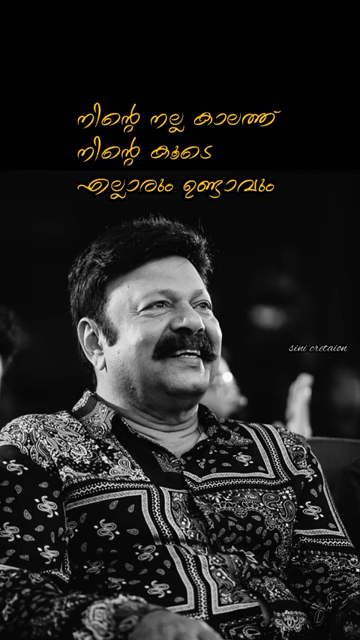 നിന്റെ നല്ല കാലത്ത്
നിന്റെ കൂടെ
എല്ലാരും ഉണ്ടാവും
sini cretaion